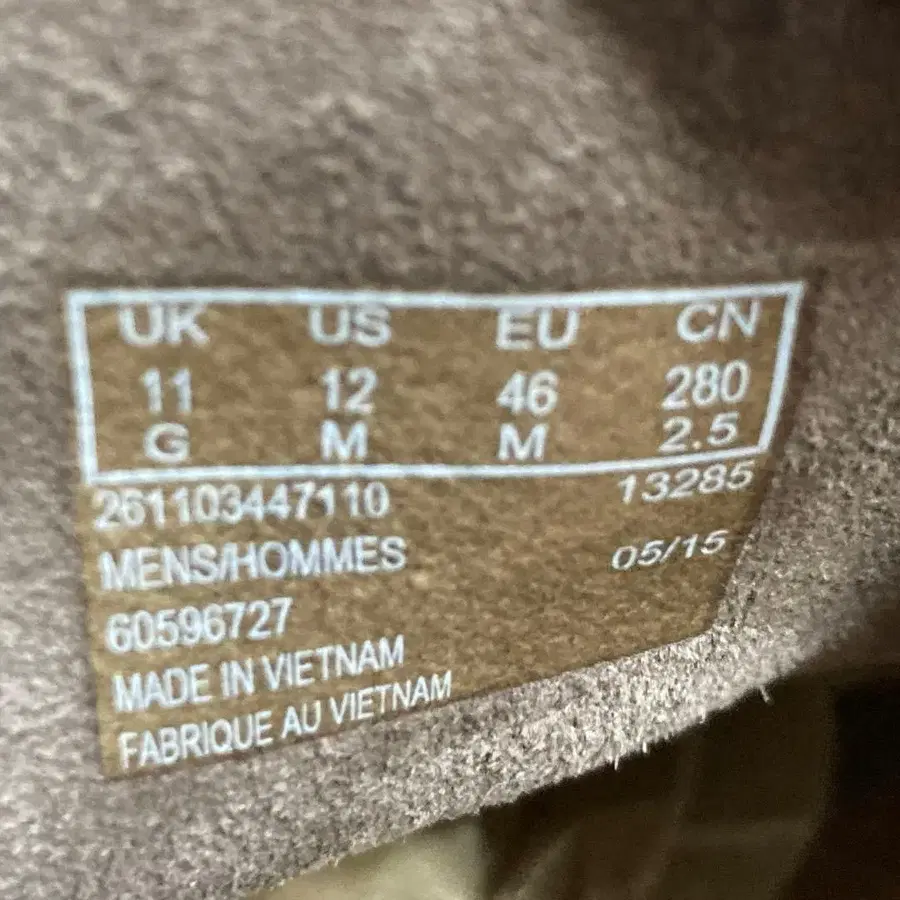 UK US EU CN
11 12 46 280
G M M 2.5
261103447110 13285
MENS/HOMMES 05/15
60596727
MADE IN VIETNAM
FABRIQUE AU VIETNAM